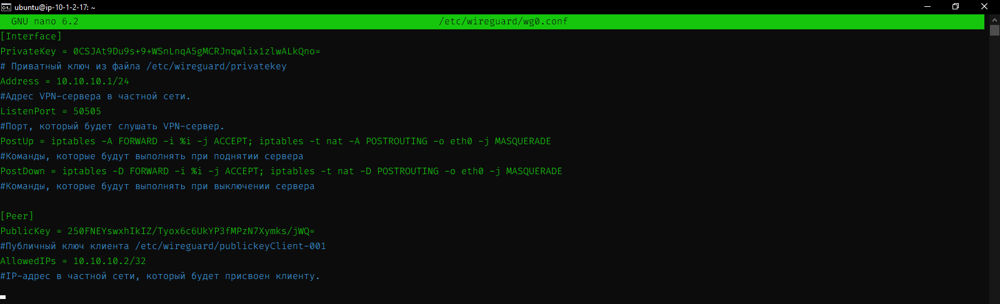 ubuntu@ip-10-1-2-17: ~
GNU nano 6.2 /etc/wireguard/wg0.conf
[Interface]
PrivateKey = 0CSJAt9Du9s+9+WSnLnqA5gMCRJnqwlix1zlwALkQno=
# Приватный ключ из файла /etc/wireguard/privatekey
Address = 10.10.10.1/24
#Адрес VPN-сервера в частной сети.
ListenPort = 50505
#Порт, который будет слушать VPN-сервер.
PostUp = iptables -A FORWARD -i %i -j ACCEPT; iptables -t nat -A POSTROUTING -o eth0 -j MASQUERADE
#Команды, которые будут выполнять при поднятии сервера
PostDown = iptables -D FORWARD -i %i -j ACCEPT; iptables -t nat -D POSTROUTING -o eth0 -j MASQUERADE
#Команды, которые будут выполнять при выключении сервера
[Peer]
PublicKey = 250FNEYswxhIkIZ/Tyox6c6UkYP3fMPzN7Xymks/jWQ=
#Публичный ключ клиента /etc/wireguard/publickeyClient-001
AllowedIPs = 10.10.10.2/32
#IP-адрес в частной сети, который будет присвоен клиенту.